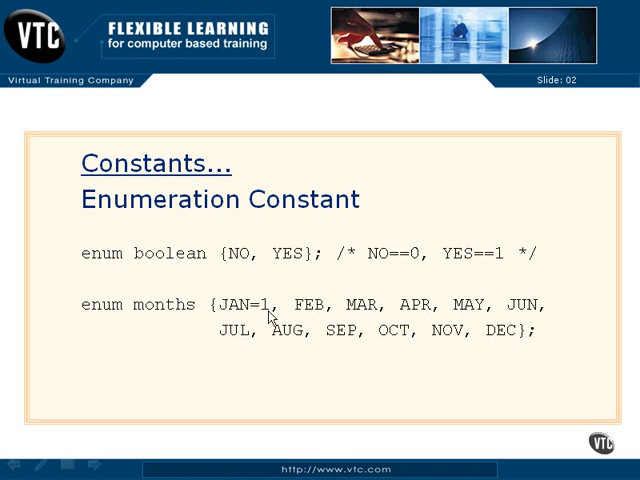 VTC
FLEXIBLE LEARNING
for computer based training
Virtual Training Company
Slide: 02
Constants...
Enumeration Constant
enum boolean {NO, YES}; /* NO==0, YES==1 */
enum months {JAN=1, FEB, MAR, APR, MAY, JUN,
JUL, AUG, SEP, OCT, NOV, DEC};
VTC
http://www.vtc.com